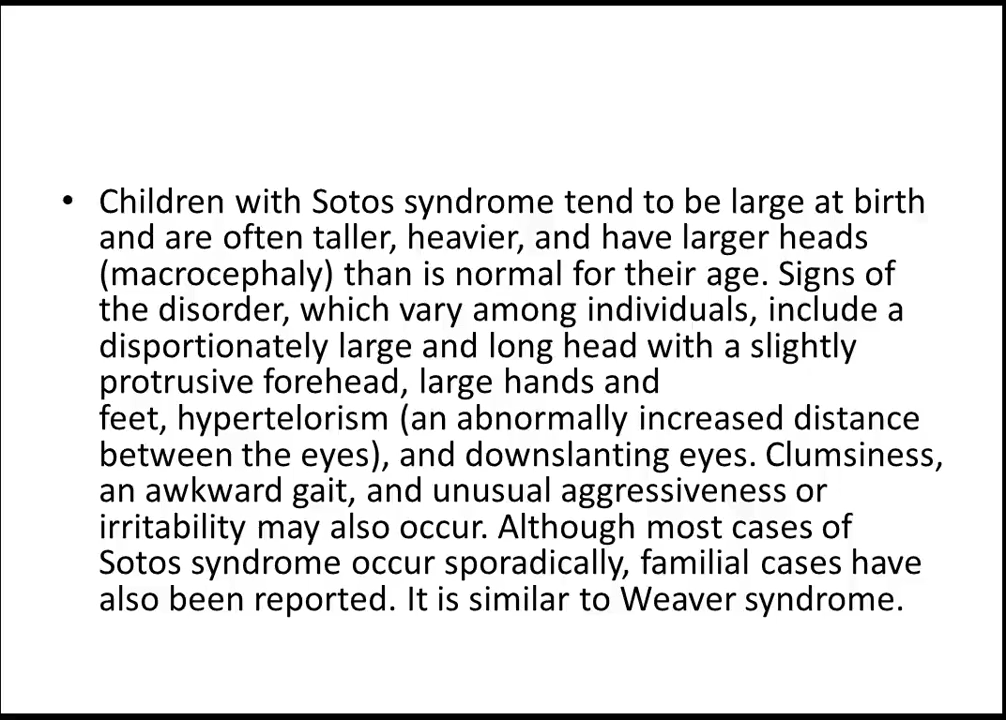 • Children with Sotos syndrome tend to be large at birth
and are often taller, heavier, and have larger heads
(macrocephaly) than is normal for their age. Signs of
the disorder, which vary among individuals, include a
disportionately large and long head with a slightly
protrusive forehead, large hands and
feet, hypertelorism (an abnormally increased distance
between the eyes), and downslanting eyes. Clumsiness,
an awkward gait, and unusual aggressiveness or
irritability may also occur. Although most cases of
Sotos syndrome occur sporadically, familial cases have
also been reported. It is similar to Weaver syndrome.